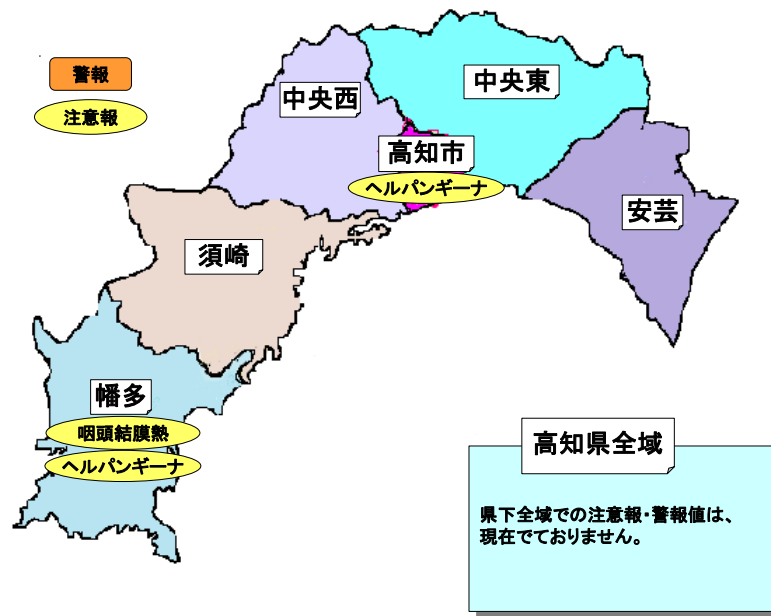 警報
注意報
中央西
中央東
高知市
ヘルパンギーナ
安芸
須崎
幡多
咽頭結膜熱
ヘルパンギーナ
高知県全域
県下全域での注意報・警報値は、
現在でておりません。